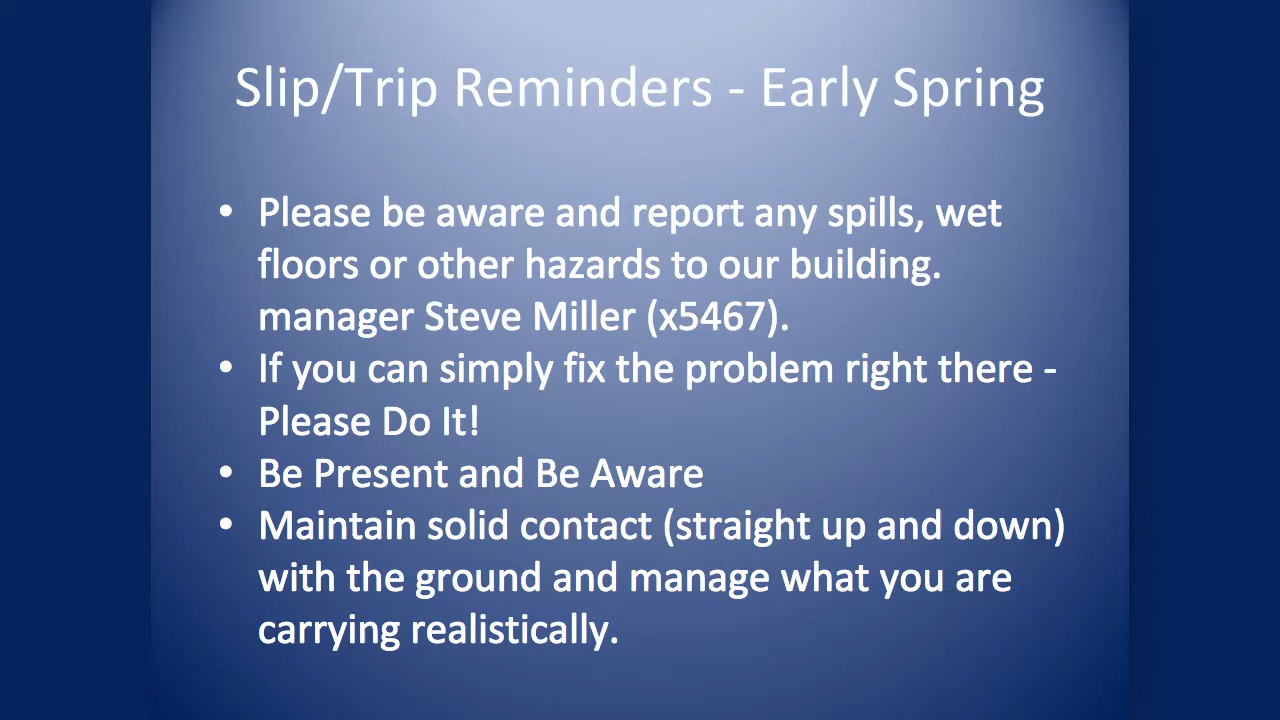 Slip/Trip Reminders - Early Spring
• Please be aware and report any spills, wet
floors or other hazards to our building.
manager Steve Miller (x5467).
• If you can simply fix the problem right there -
Please Do It!
• Be Present and Be Aware
• Maintain solid contact (straight up and down)
with the ground and manage what you are
carrying realistically.